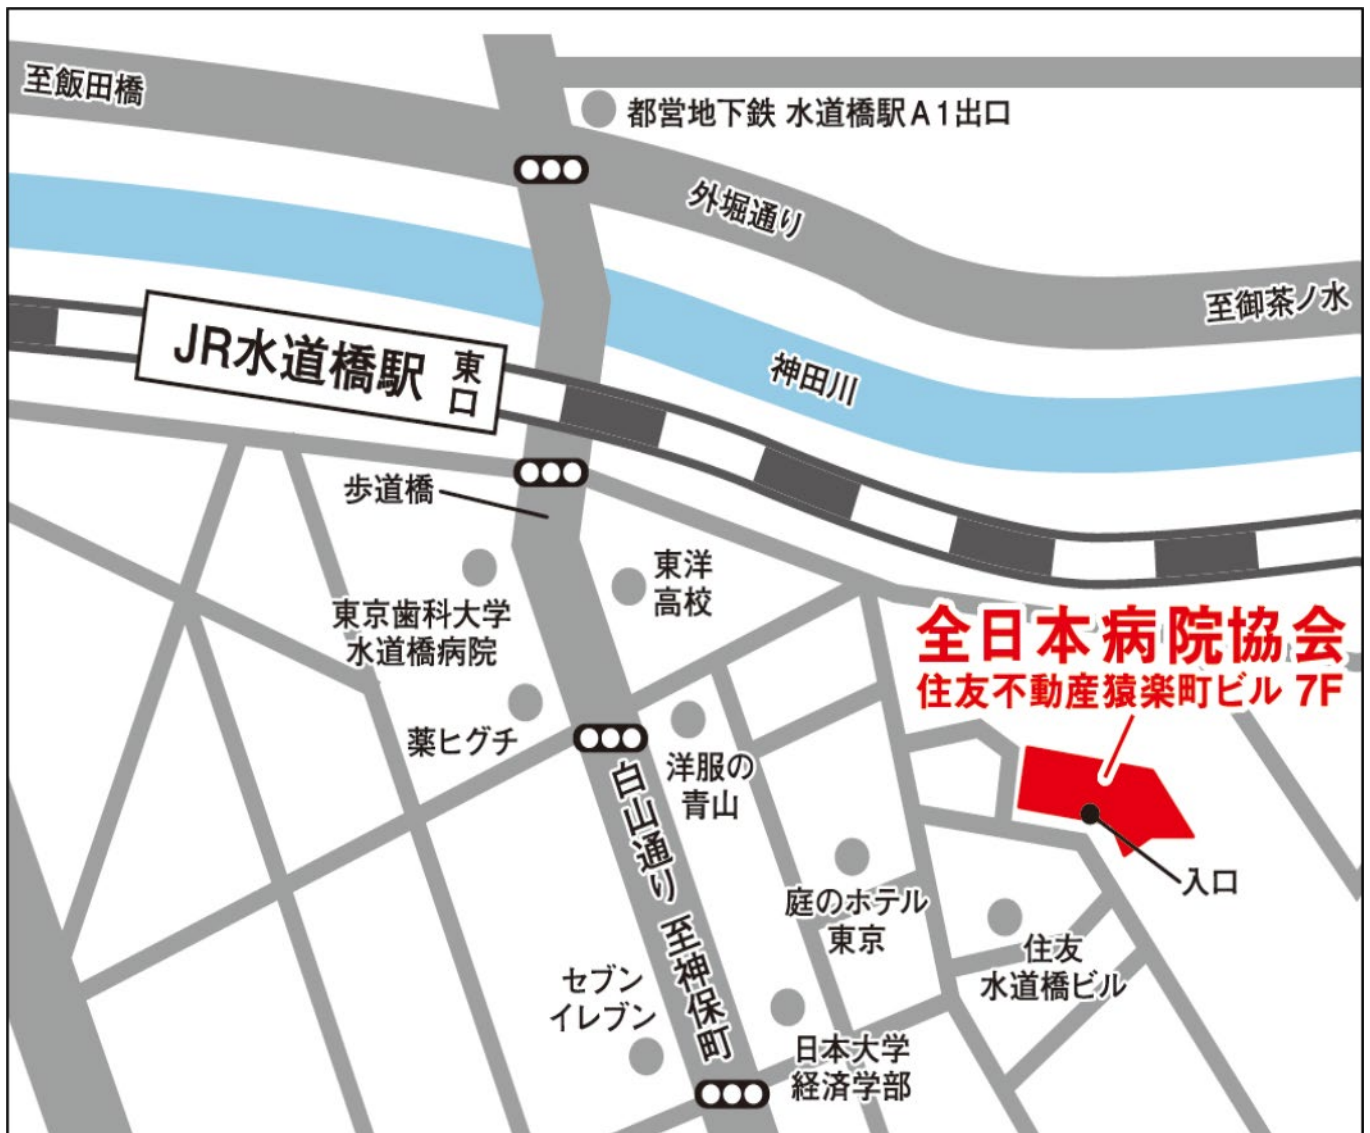 至飯田橋
都営地下鉄 水道橋駅A1出口
外堀通り
至御茶ノ水
JR水道橋駅
東口
神田川
歩道橋
東洋
高校
東京歯科大学
水道橋病院
全日本病院協会
住友不動産猿楽町ビル 7F
薬ヒグチ
洋服の
青山
白山通り 至神保町
入口
庭のホテル
東京
住友
水道橋ビル
セブン
イレブン
日本大学
経済学部